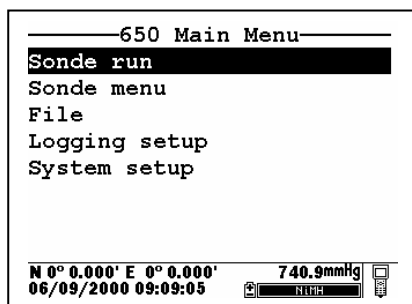 650 Main Menu
Sonde run
Sonde menu
File
Logging setup
System setup
N 0° 0.000' E 0° 0.000' 740.9mmHg
06/09/2000 09:09:05 NiMH